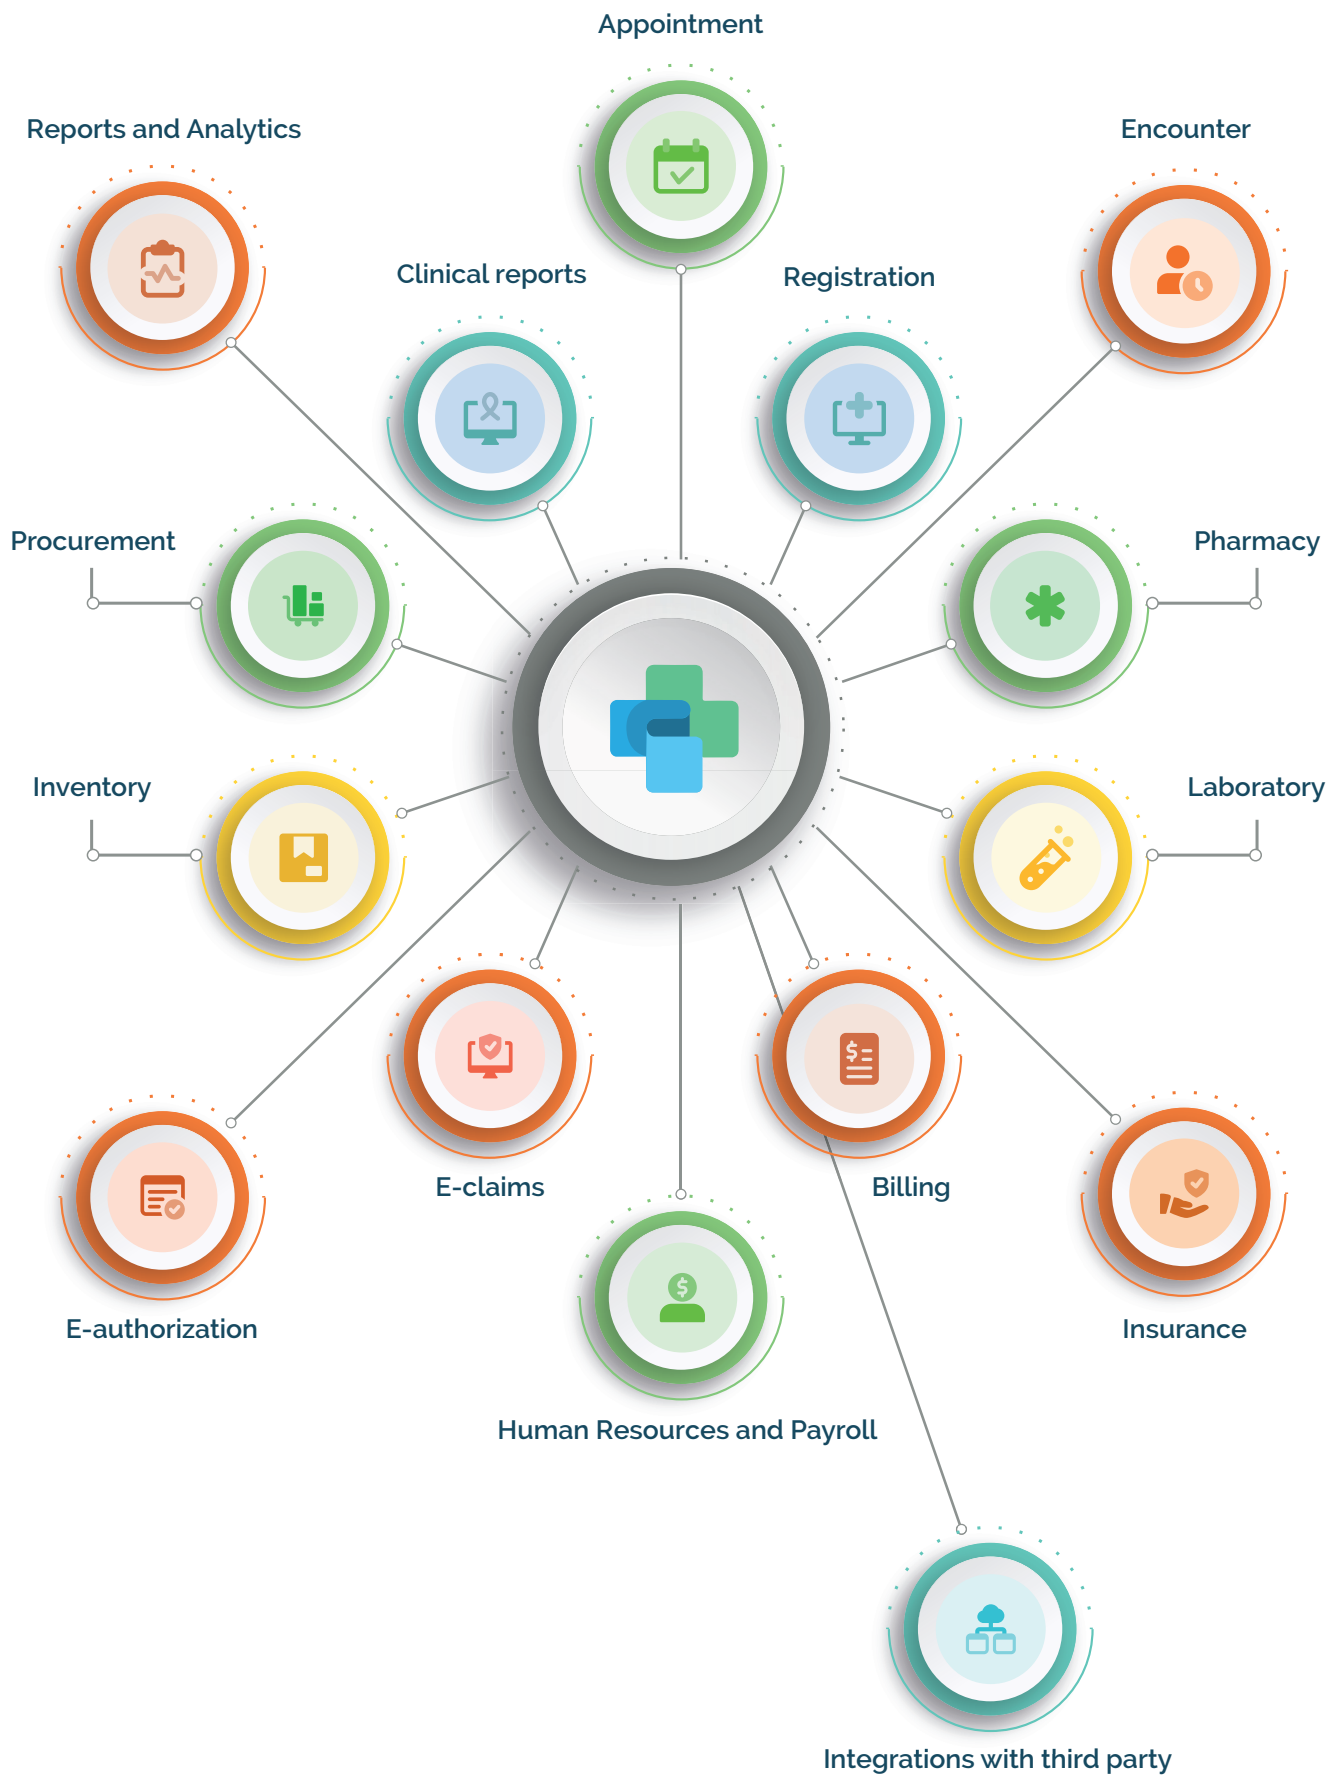 Appointment
Reports and Analytics
Encounter
Clinical reports
Registration
Procurement
Pharmacy
Inventory
Laboratory
$
E-claims
Billing
$
E-authorization
Insurance
Human Resources and Payroll
Integrations with third party